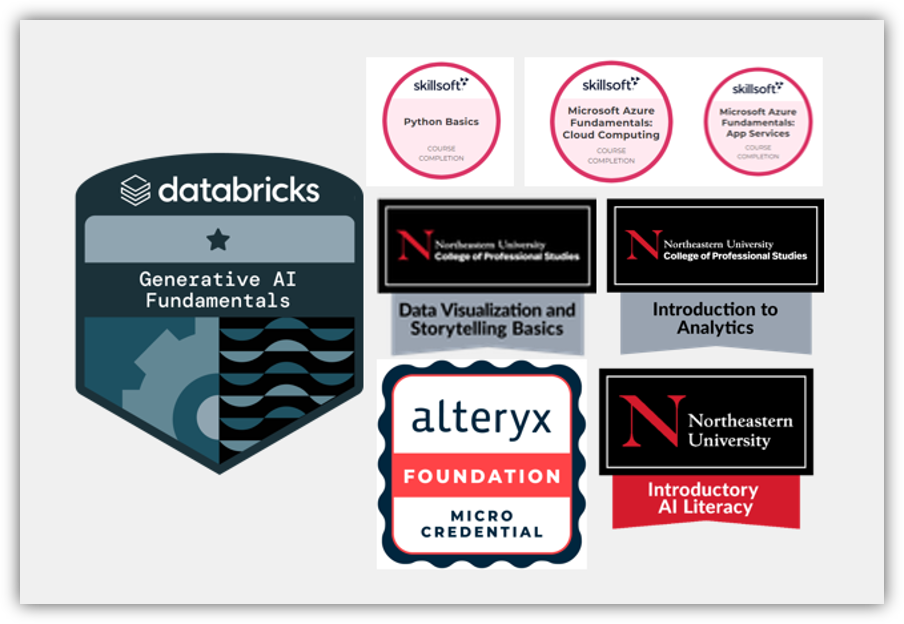 databricks
Generative AI
Fundamentals
skillsoft
Python Basics
COURSE
COMPLETION
skillsoft
Microsoft Azure
Fundamentals:
Cloud Computing
COURSE
COMPLETION
skillsoft
Microsoft Azure
Fundamentals:
App Services
COURSE
COMPLETION
N
Northeastern University
College of Professional Studies
Data Visualization and
Storytelling Basics
N
Northeastern University
College of Professional Studies
Introduction to
Analytics
alteryx
FOUNDATION
MICRO
CREDENTIAL
N
Northeastern
University
Introductory
AI Literacy